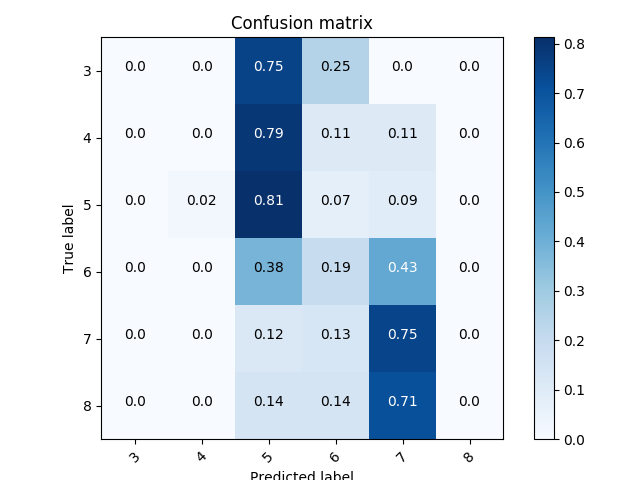 Confusion matrix
True label
3 0.0 0.0 0.75 0.25 0.0 0.0
4 0.0 0.0 0.79 0.11 0.11 0.0
5 0.0 0.02 0.81 0.07 0.09 0.0
6 0.0 0.0 0.38 0.19 0.43 0.0
7 0.0 0.0 0.12 0.13 0.75 0.0
8 0.0 0.0 0.14 0.14 0.71 0.0
3 4 5 6 7 8
Predicted label
0.8
0.7
0.6
0.5
0.4
0.3
0.2
0.1
0.0